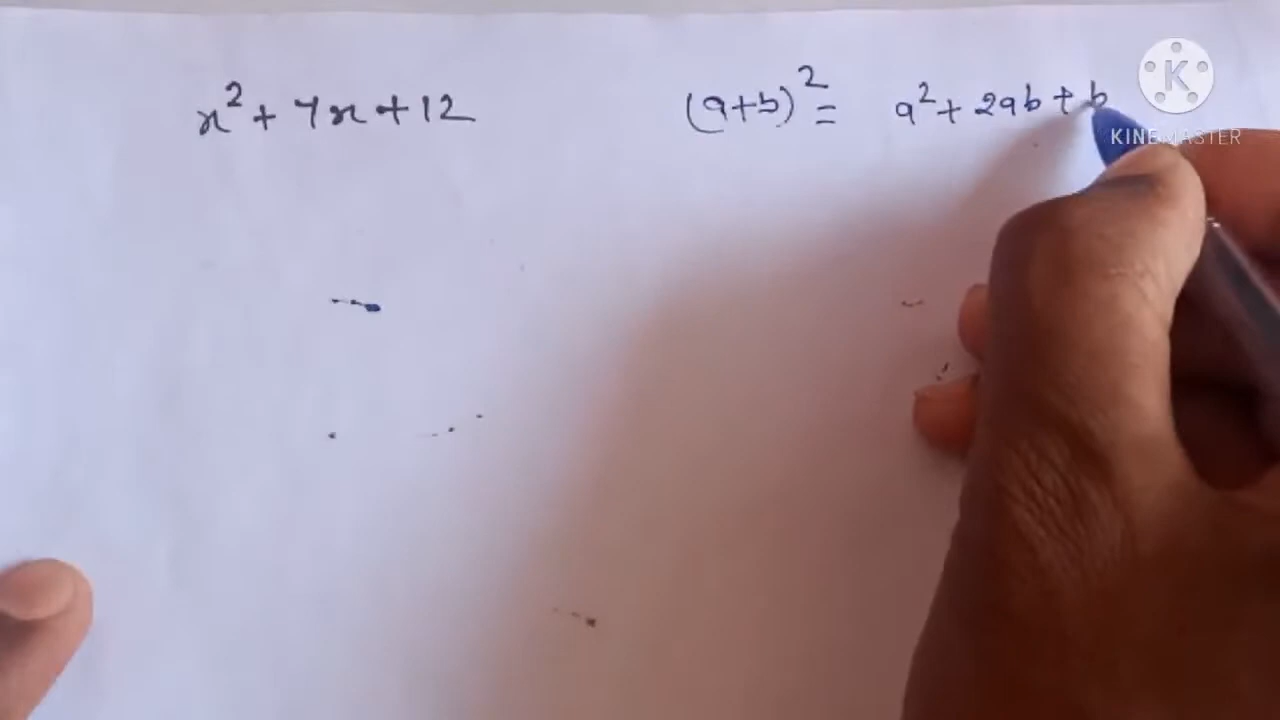 x² + 7x + 12 (a+b)² = a² + 2ab + b
K
KINEMASTER